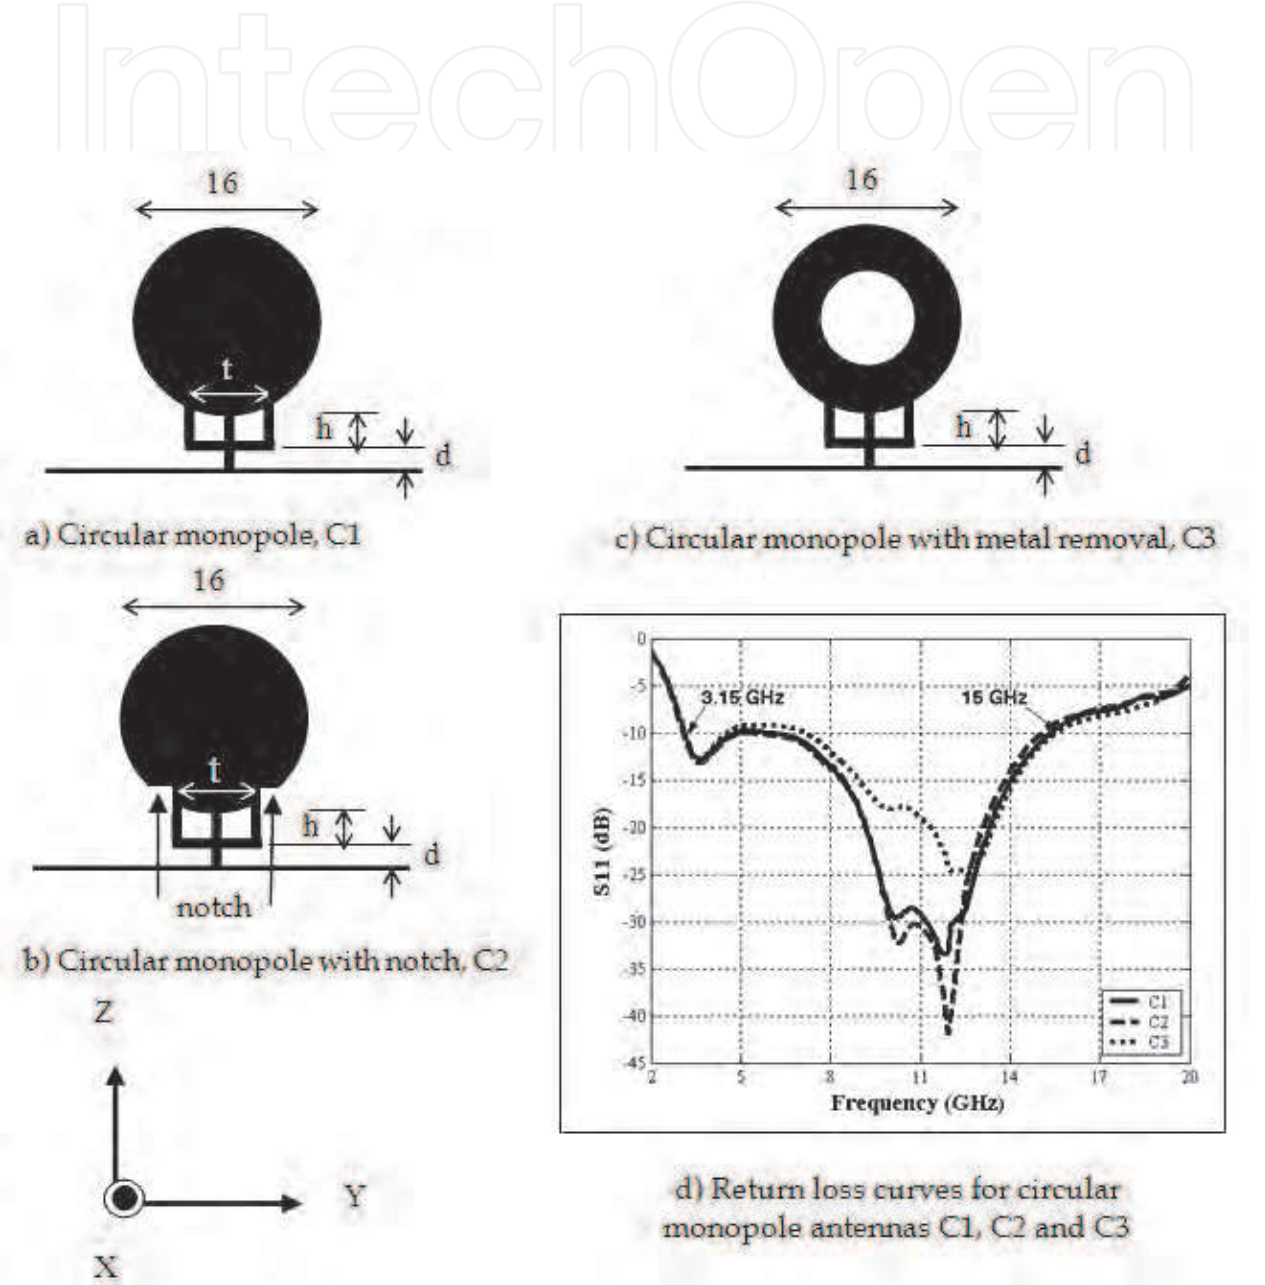 IntechOpen
16
t
h
d
a) Circular monopole, C1
16
h
d
c) Circular monopole with metal removal, C3
16
t
h
d
notch
b) Circular monopole with notch, C2
Z
Y
X
0
-5
-10
-15
-20
-25
-30
-35
-40
-45
3.15 GHz
15 GHz
S11 (dB)
C1
C2
C3
2 5 8 11 14 17 20
Frequency (GHz)
d) Return loss curves for circular
monopole antennas C1, C2 and C3